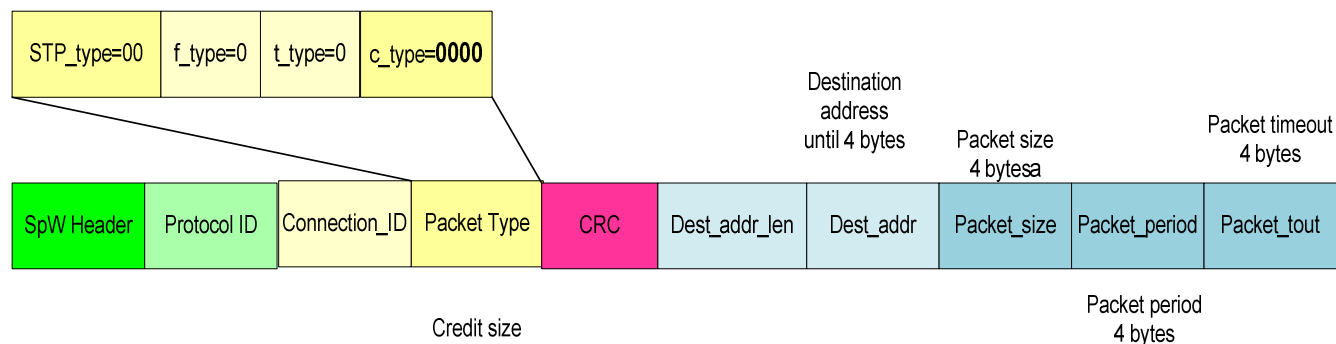 STP_type=00 f_type=0 t_type=0 c_type=0000
Destination
address
until 4 bytes
Packet size
4 bytesa
Packet timeout
4 bytes
SpW Header Protocol ID Connection_ID Packet Type CRC Dest_addr_len Dest_addr Packet_size Packet_period Packet_tout
Credit size
Packet period
4 bytes